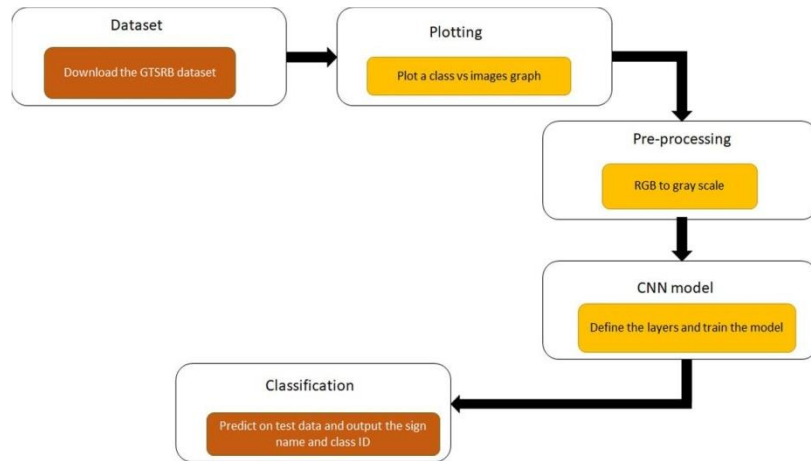 Dataset
Download the GTSRB dataset
Plotting
Plot a class vs images graph
Pre-processing
RGB to gray scale
CNN model
Define the layers and train the model
Classification
Predict on test data and output the sign
name and class ID